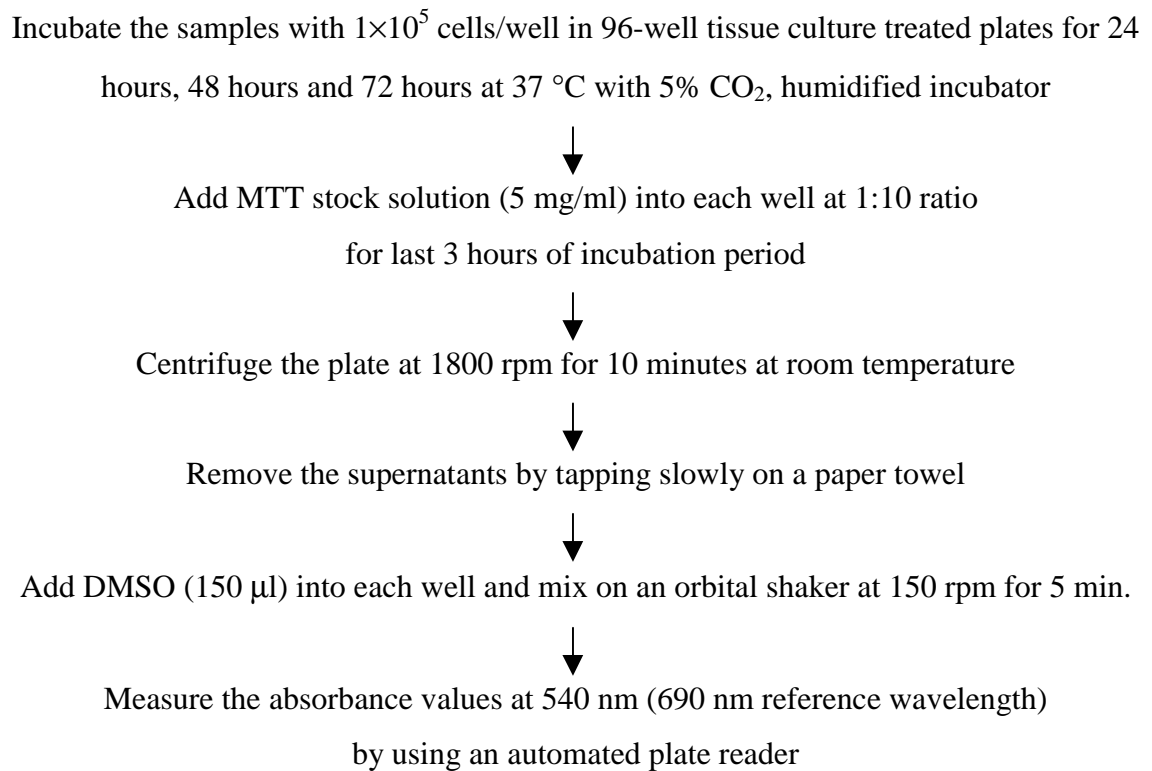 Incubate the samples with 1×10⁵ cells/well in 96-well tissue culture treated plates for 24
hours, 48 hours and 72 hours at 37 °C with 5% CO₂, humidified incubator
Add MTT stock solution (5 mg/ml) into each well at 1:10 ratio
for last 3 hours of incubation period
Centrifuge the plate at 1800 rpm for 10 minutes at room temperature
Remove the supernatants by tapping slowly on a paper towel
Add DMSO (150 μl) into each well and mix on an orbital shaker at 150 rpm for 5 min.
Measure the absorbance values at 540 nm (690 nm reference wavelength)
by using an automated plate reader